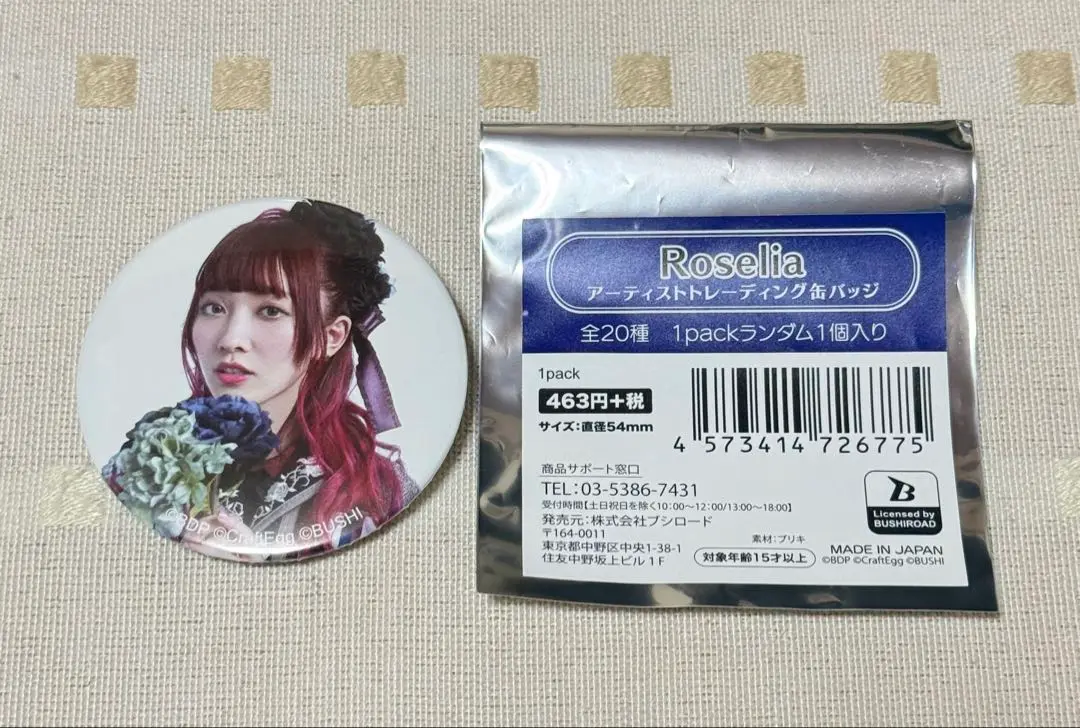 ©BDP ©CraftEgg ©BUSHI
Roselia
アーティストトレーディング缶バッジ
全20種 1packランダム1個入り
1pack
463円+税
サイズ:直径54mm
4 573414 726775
商品サポート窓口
TEL:03-5386-7431
受付時間【土日祝日を除く10:00~12:00/13:00~18:00】
発売元:株式会社ブシロード
〒164-0011
東京都中野区中央1-38-1
住友中野坂上ビル1F
素材:ブリキ
対象年齢15才以上
B
Licensed by
BUSHIROAD
MADE IN JAPAN
©BDP ©CraftEgg ©BUSHI